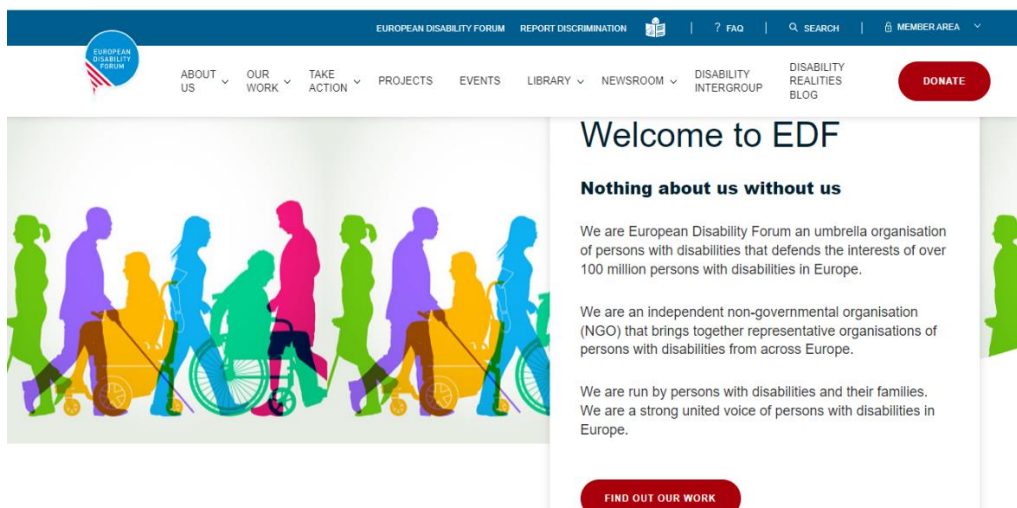 EUROPEAN DISABILITY FORUM REPORT DISCRIMINATION ? FAQ SEARCH MEMBER AREA
EUROPEAN
DISABILITY
FORUM
ABOUT
US
OUR
WORK
TAKE
ACTION
PROJECTS
EVENTS
LIBRARY
NEWSROOM
DISABILITY
INTERGROUP
DISABILITY
REALITIES
BLOG
DONATE
Welcome to EDF
Nothing about us without us
We are European Disability Forum an umbrella organisation
of persons with disabilities that defends the interests of over
100 million persons with disabilities in Europe.
We are an independent non-governmental organisation
(NGO) that brings together representative organisations of
persons with disabilities from across Europe.
We are run by persons with disabilities and their families.
We are a strong united voice of persons with disabilities in
Europe.
FIND OUT OUR WORK